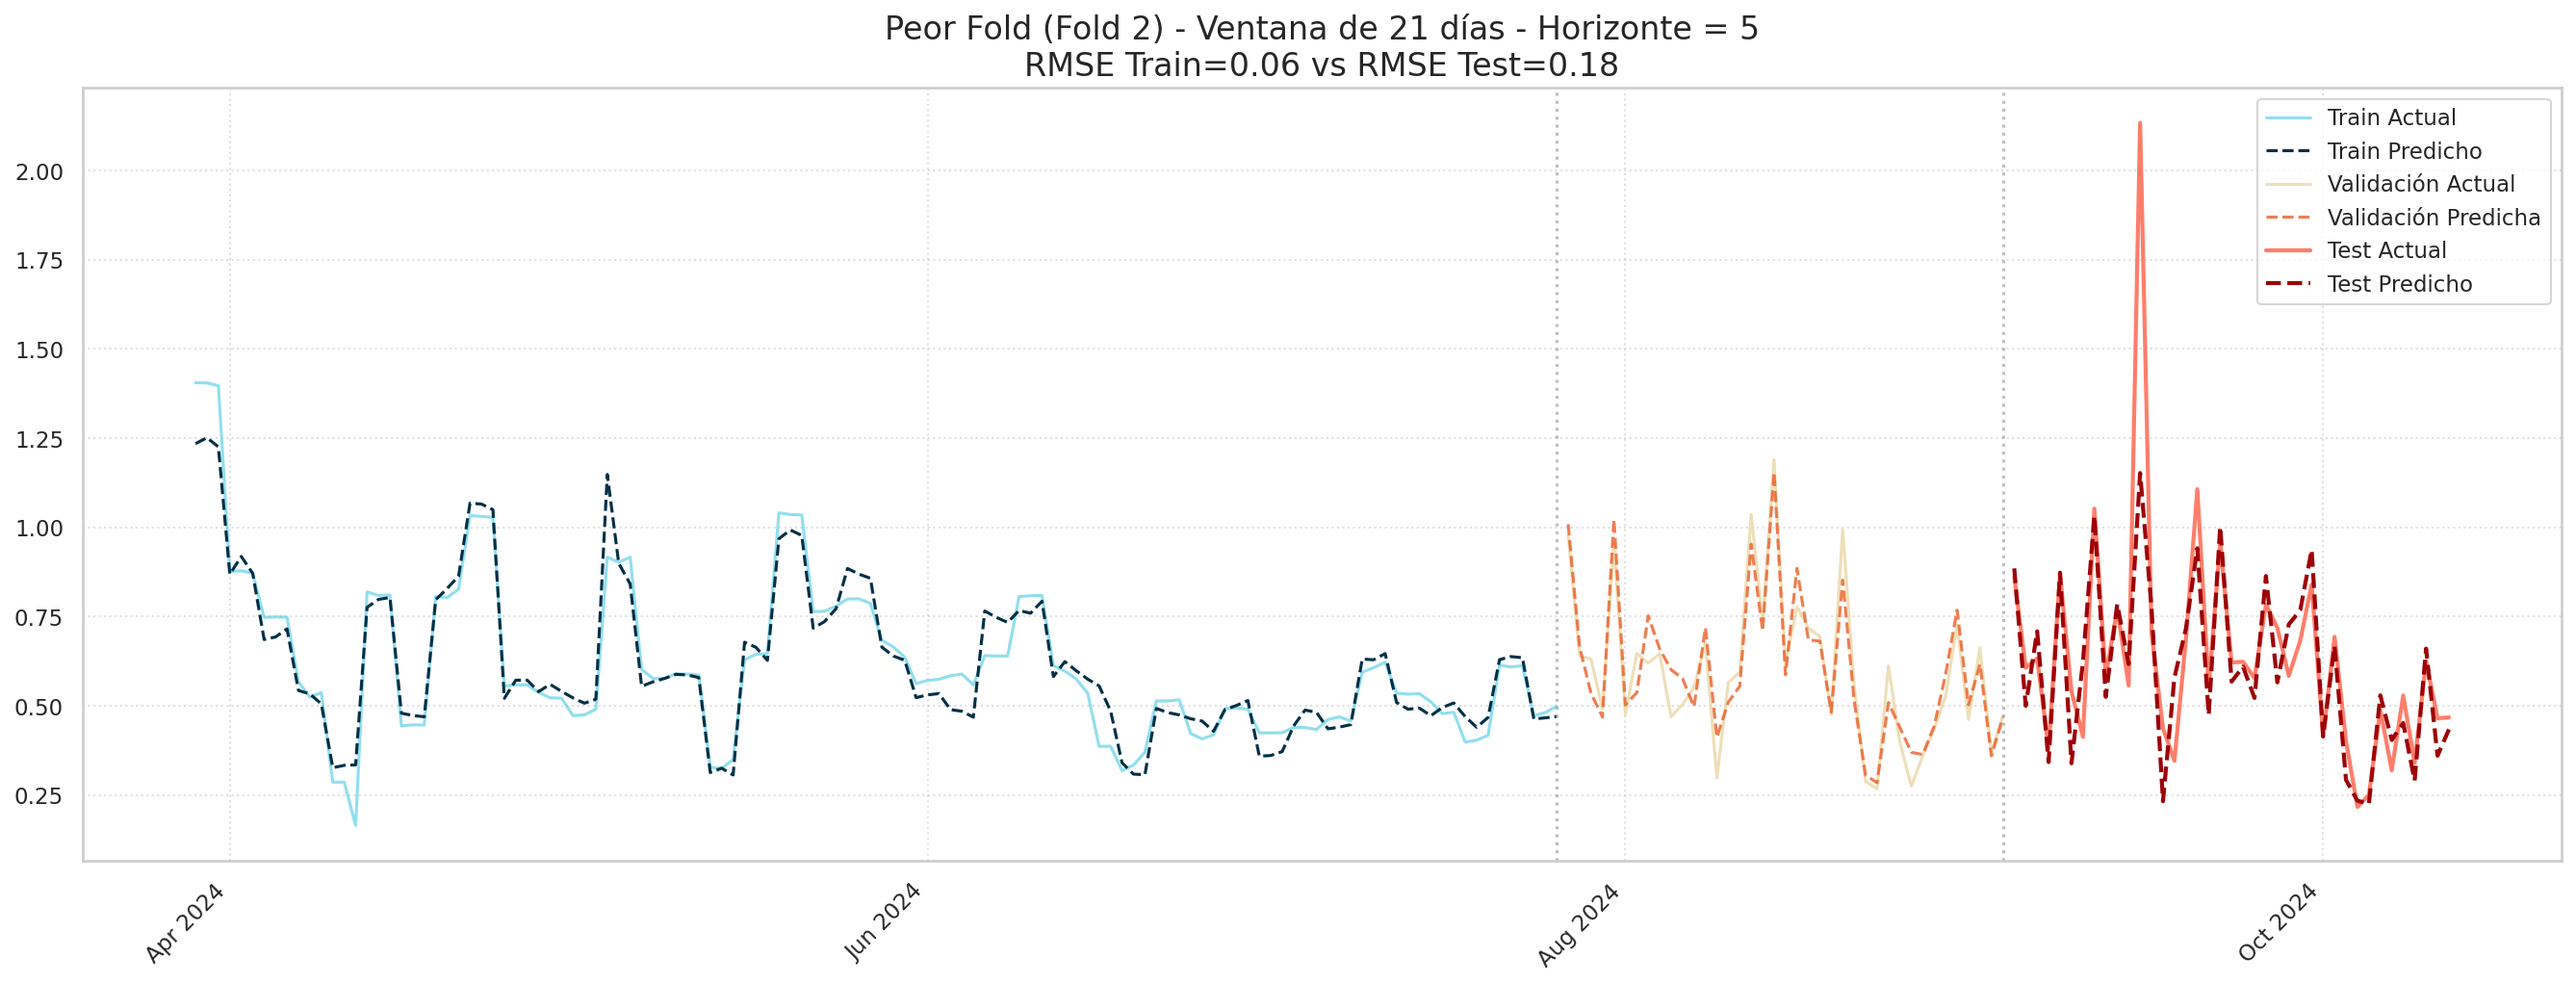 Peor Fold (Fold 2) - Ventana de 21 días - Horizonte = 5
RMSE Train=0.06 vs RMSE Test=0.18
Train Actual
Train Predicho
Validación Actual
Validación Predicha
Test Actual
Test Predicho
2.00
1.75
1.50
1.25
1.00
0.75
0.50
0.25
Apr 2024
Jun 2024
Aug 2024
Oct 2024